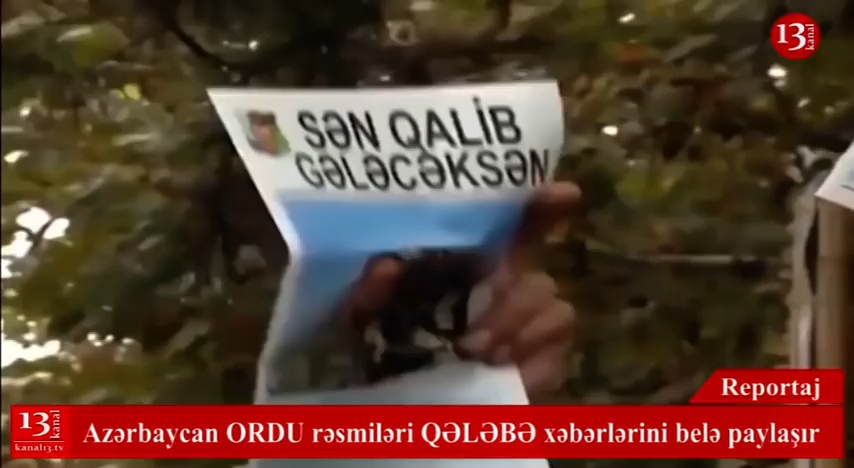 13 kanal
SƏN QALİB
GƏLƏCƏKSƏN
Reportaj
13 kanal
kanal13.tv
Azərbaycan ORDU rəsmiləri QƏLƏBƏ xəbərlərini belə paylaşır